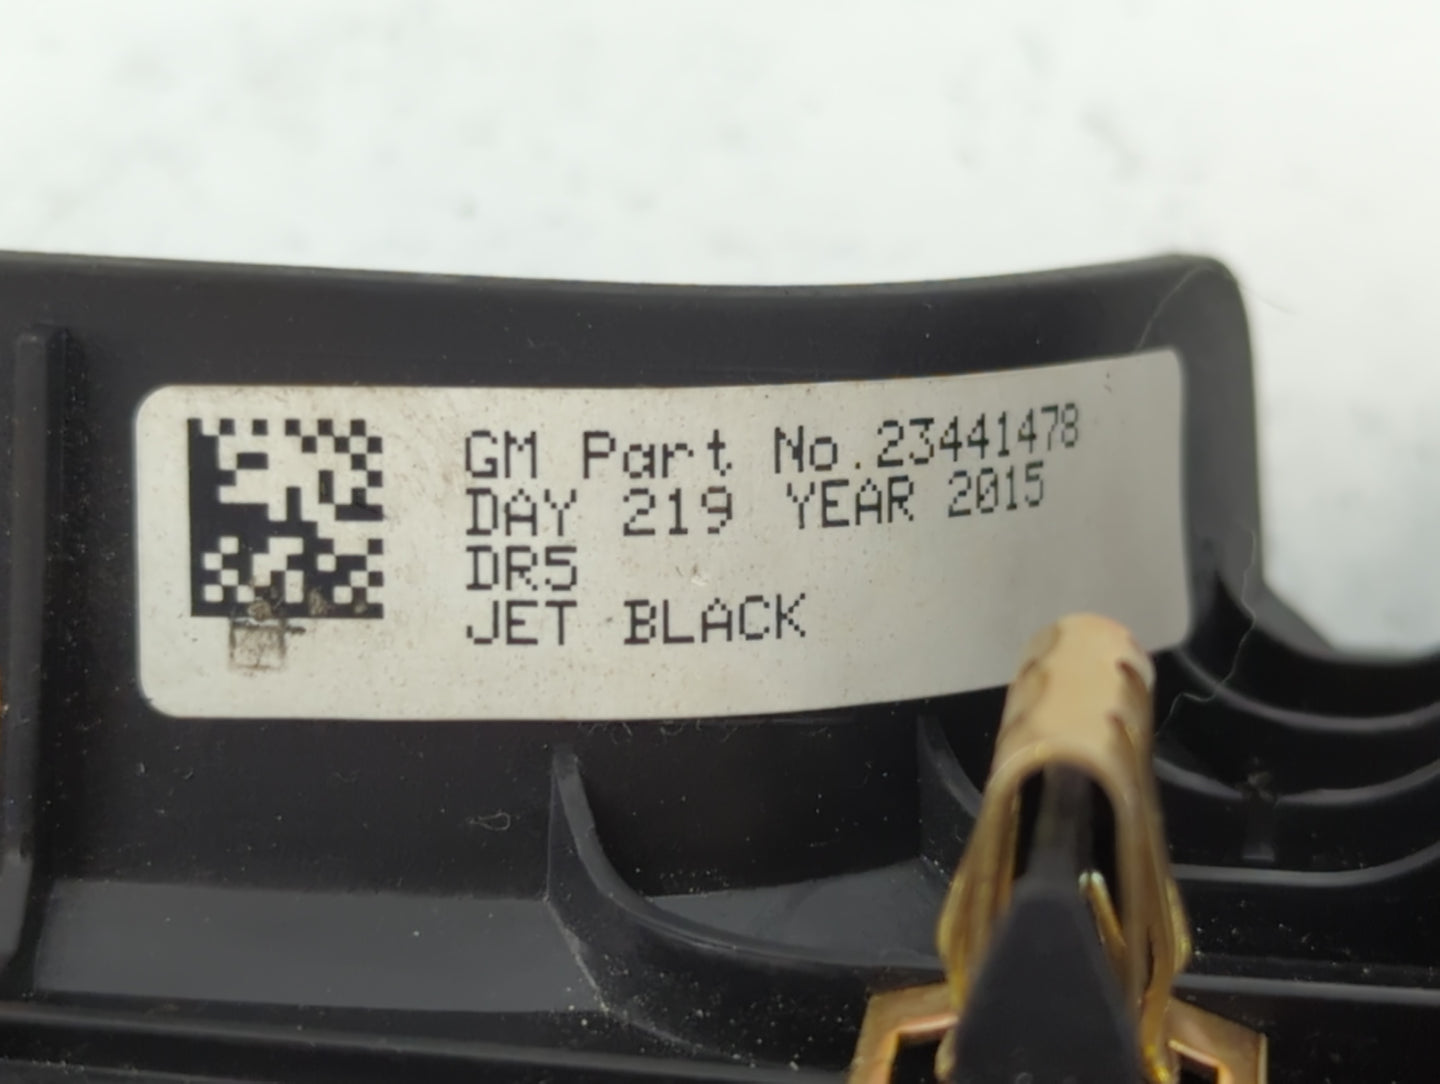 GM Part No.23441478
DAY 219 YEAR 2015
DR5
JET BLACK